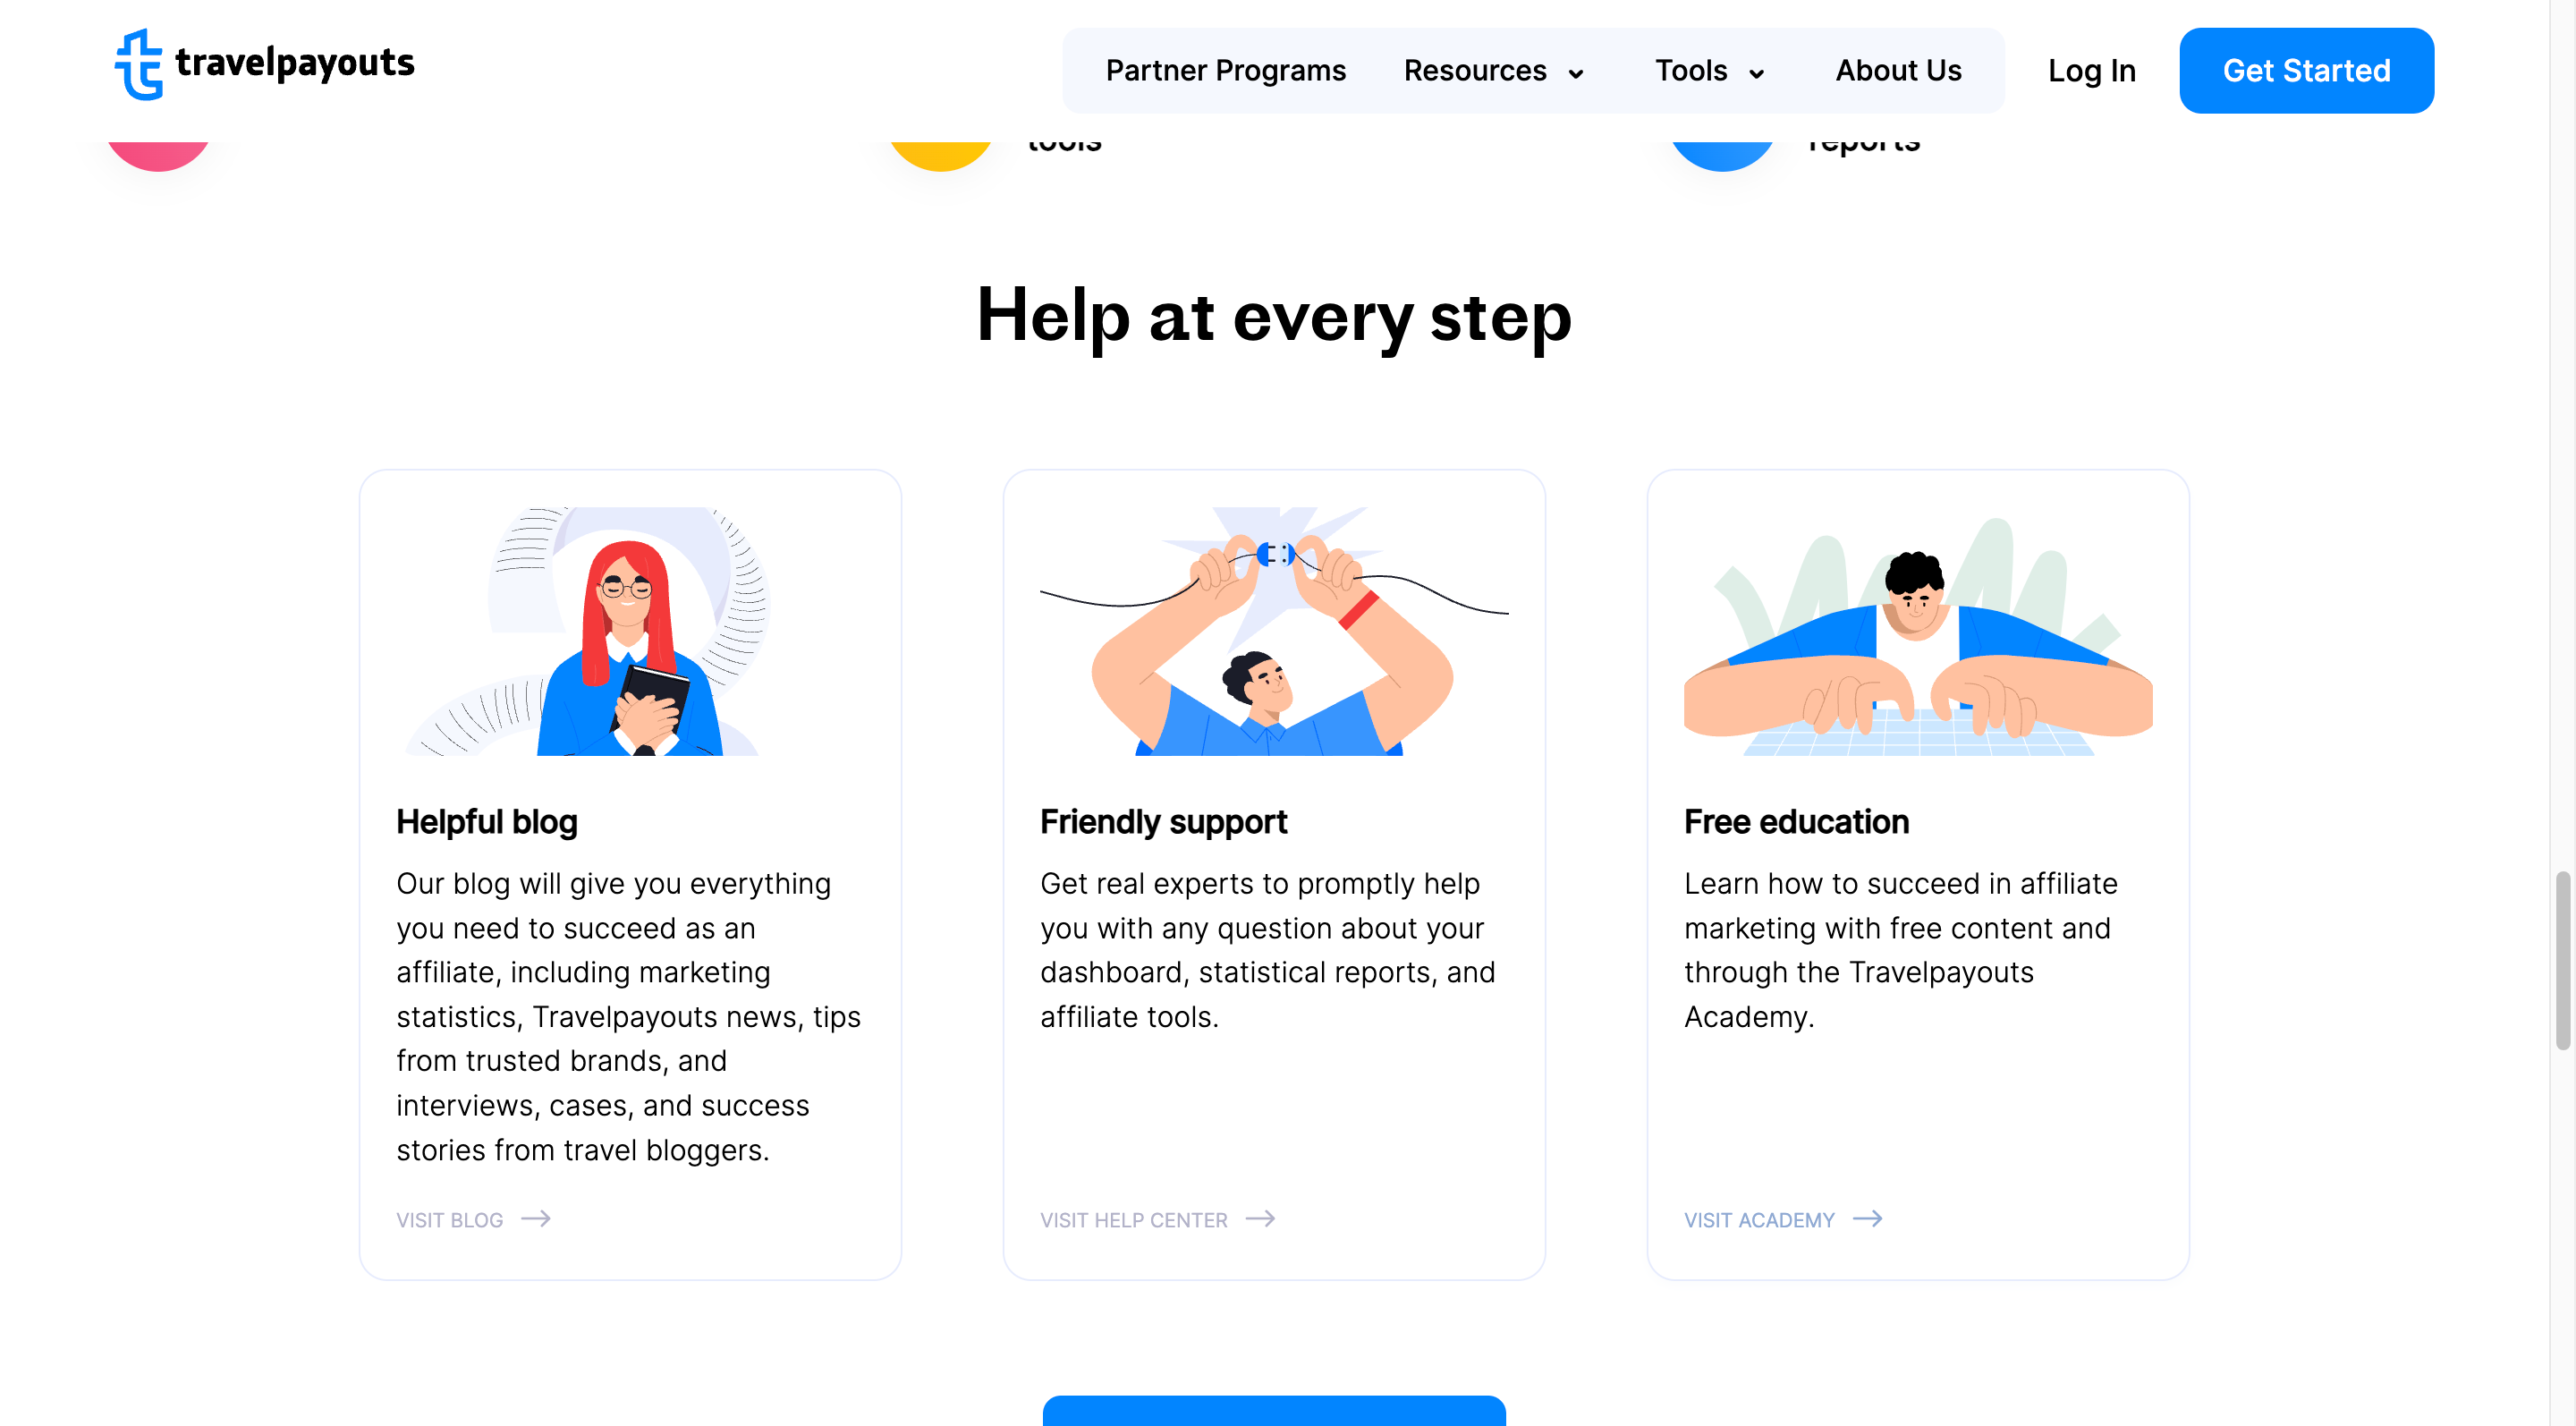 travelpayouts
Partner Programs
Resources
Tools
About Us
Log In
Get Started
tools
reports
Help at every step
Helpful blog
Our blog will give you everything
you need to succeed as an
affiliate, including marketing
statistics, Travelpayouts news, tips
from trusted brands, and
interviews, cases, and success
stories from travel bloggers.
VISIT BLOG
Friendly support
Get real experts to promptly help
you with any question about your
dashboard, statistical reports, and
affiliate tools.
VISIT HELP CENTER
Free education
Learn how to succeed in affiliate
marketing with free content and
through the Travelpayouts
Academy.
VISIT ACADEMY